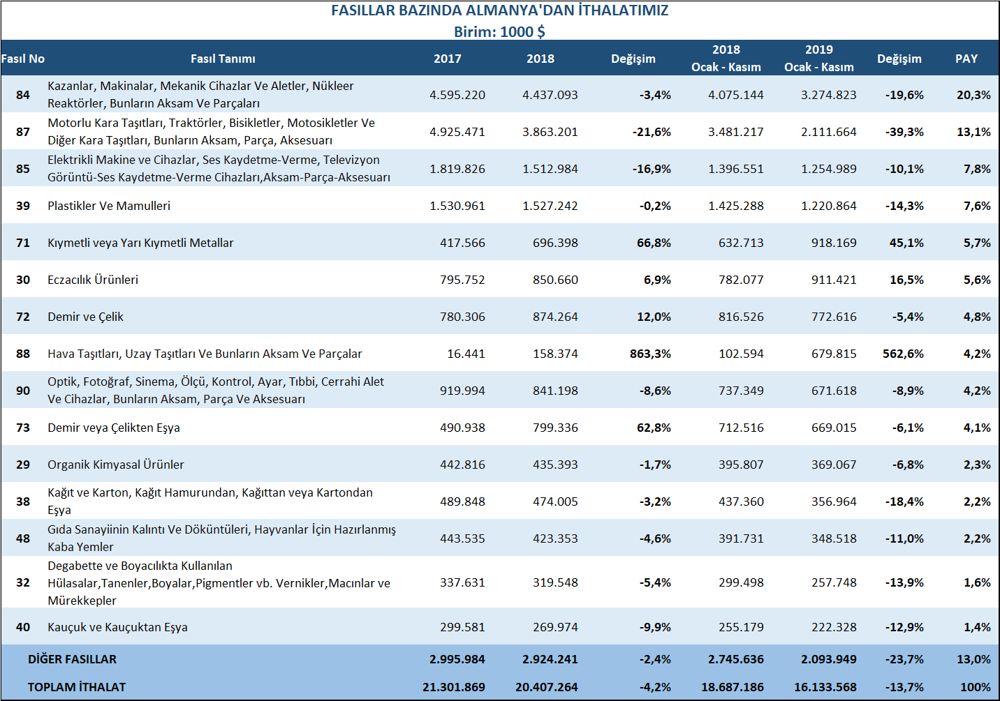 FASILLAR BAZINDA ALMANYA'DAN İTHALATIMIZ
Birim: 1000 $
Fasıl No Fasıl Tanımı 2017 2018 Değişim 2018 Ocak - Kasım 2019 Ocak - Kasım Değişim PAY
84 Kazanlar, Makinalar, Mekanik Cihazlar Ve Aletler, Nükleer
Reaktörler, Bunların Aksam Ve Parçaları 4.595.220 4.437.093 -3,4% 4.075.144 3.274.823 -19,6% 20,3%
87 Motorlu Kara Taşıtları, Traktörler, Bisikletler, Motosikletler Ve
Diğer Kara Taşıtları, Bunların Aksam, Parça, Aksesuarı 4.925.471 3.863.201 -21,6% 3.481.217 2.111.664 -39,3% 13,1%
85 Elektrikli Makine ve Cihazlar, Ses Kaydetme-Verme, Televizyon
Görüntü-Ses Kaydetme-Verme Cihazları,Aksam-Parça-Aksesuarı 1.819.826 1.512.984 -16,9% 1.396.551 1.254.989 -10,1% 7,8%
39 Plastikler Ve Mamulleri 1.530.961 1.527.242 -0,2% 1.425.288 1.220.864 -14,3% 7,6%
71 Kıymetli veya Yarı Kıymetli Metallar 417.566 696.398 66,8% 632.713 918.169 45,1% 5,7%
30 Eczacılık Ürünleri 795.752 850.660 6,9% 782.077 911.421 16,5% 5,6%
72 Demir ve Çelik 780.306 874.264 12,0% 816.526 772.616 -5,4% 4,8%
88 Hava Taşıtları, Uzay Taşıtları Ve Bunların Aksam Ve Parçalar 16.441 158.374 863,3% 102.594 679.815 562,6% 4,2%
90 Optik, Fotoğraf, Sinema, Ölçü, Kontrol, Ayar, Tıbbi, Cerrahi Alet
Ve Cihazlar, Bunların Aksam, Parça Ve Aksesuarı 919.994 841.198 -8,6% 737.349 671.618 -8,9% 4,2%
73 Demir veya Çelikten Eşya 490.938 799.336 62,8% 712.516 669.015 -6,1% 4,1%
29 Organik Kimyasal Ürünler 442.816 435.393 -1,7% 395.807 369.067 -6,8% 2,3%
38 Kağıt ve Karton, Kağıt Hamurundan, Kağıttan veya Kartondan
Eşya 489.848 474.005 -3,2% 437.360 356.964 -18,4% 2,2%
48 Gıda Sanayiinin Kalıntı Ve Döküntüleri, Hayvanlar İçin Hazırlanmış
Kaba Yemler 443.535 423.353 -4,6% 391.731 348.518 -11,0% 2,2%
32 Degabette ve Boyacılıkta Kullanılan
Hülasalar,Tanenler,Boyalar,Pigmentler vb. Vernikler,Macınlar ve
Mürekkepler 337.631 319.548 -5,4% 299.498 257.748 -13,9% 1,6%
40 Kauçuk ve Kauçuktan Eşya 299.581 269.974 -9,9% 255.179 222.328 -12,9% 1,4%
DİĞER FASILLAR 2.995.984 2.924.241 -2,4% 2.745.636 2.093.949 -23,7% 13,0%
TOPLAM İTHALAT 21.301.869 20.407.264 -4,2% 18.687.186 16.133.568 -13,7% 100%